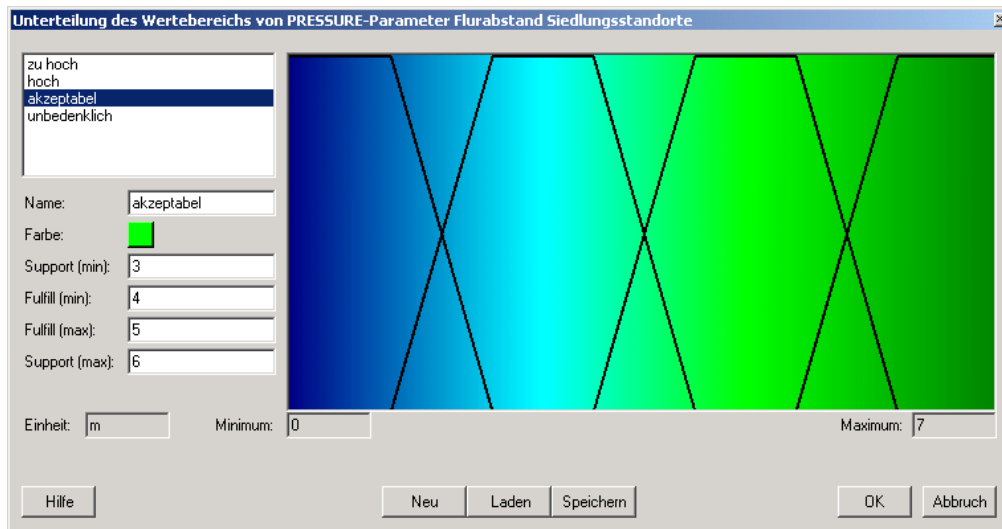 Unterteilung des Wertebereichs von PRESSURE-Parameter Flurabstand Siedlungsstandorte
zu hoch
hoch
akzeptabel
unbedenklich
Name: akzeptabel
Farbe:
Support (min): 3
Fulfill (min): 4
Fulfill (max): 5
Support (max): 6
Einheit: m Minimum: 0 Maximum: 7
Hilfe Neu Laden Speichern OK Abbruch